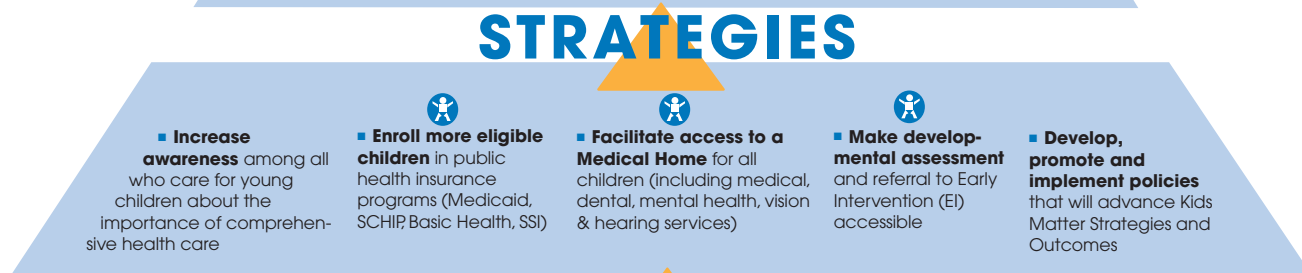 STRATEGIES
■ Increase
awareness among all
who care for young
children about the
importance of comprehen-
sive health care
■ Enroll more eligible
children in public
health insurance
programs (Medicaid,
SCHIP, Basic Health, SSI)
■ Facilitate access to a
Medical Home for all
children (including medical,
dental, mental health, vision
& hearing services)
■ Make develop-
mental assessment
and referral to Early
Intervention (EI)
accessible
■ Develop,
promote and
implement policies
that will advance Kids
Matter Strategies and
Outcomes